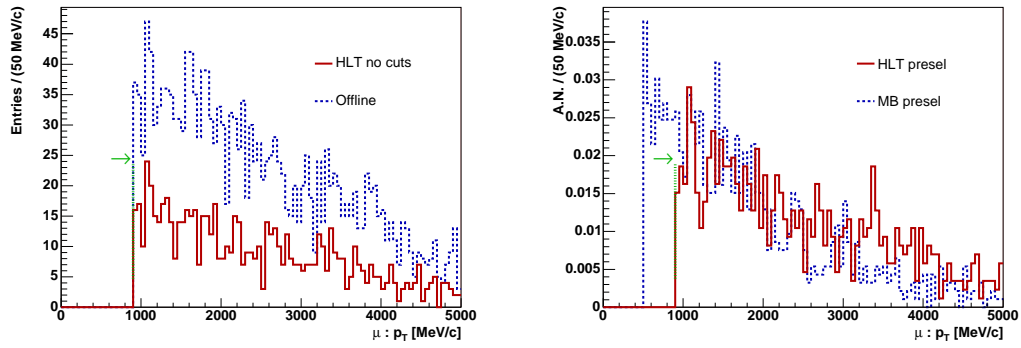 Entries / (50 MeV/c)
45
40
35
30
25
20
15
10
5
0
HLT no cuts
Offline
0 1000 2000 3000 4000 5000
μ : pT [MeV/c]
A.N. / (50 MeV/c)
0.035
0.03
0.025
0.02
0.015
0.01
0.005
0
HLT presel
MB presel
0 1000 2000 3000 4000 5000
μ : pT [MeV/c]